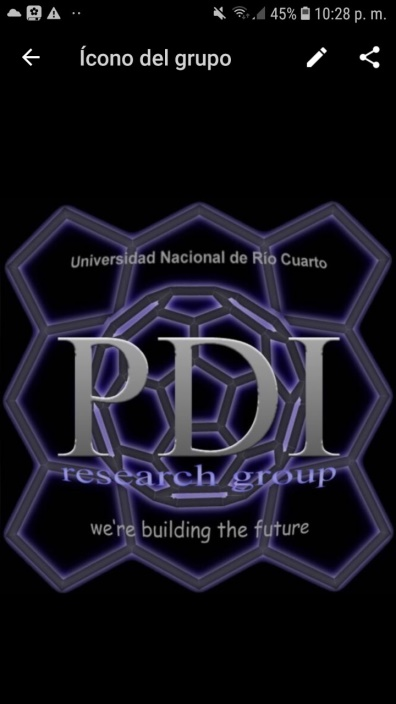 45% 10:28 p. m.
Ícono del grupo
Universidad Nacional de Río Cuarto
PDI
research group
we're building the future